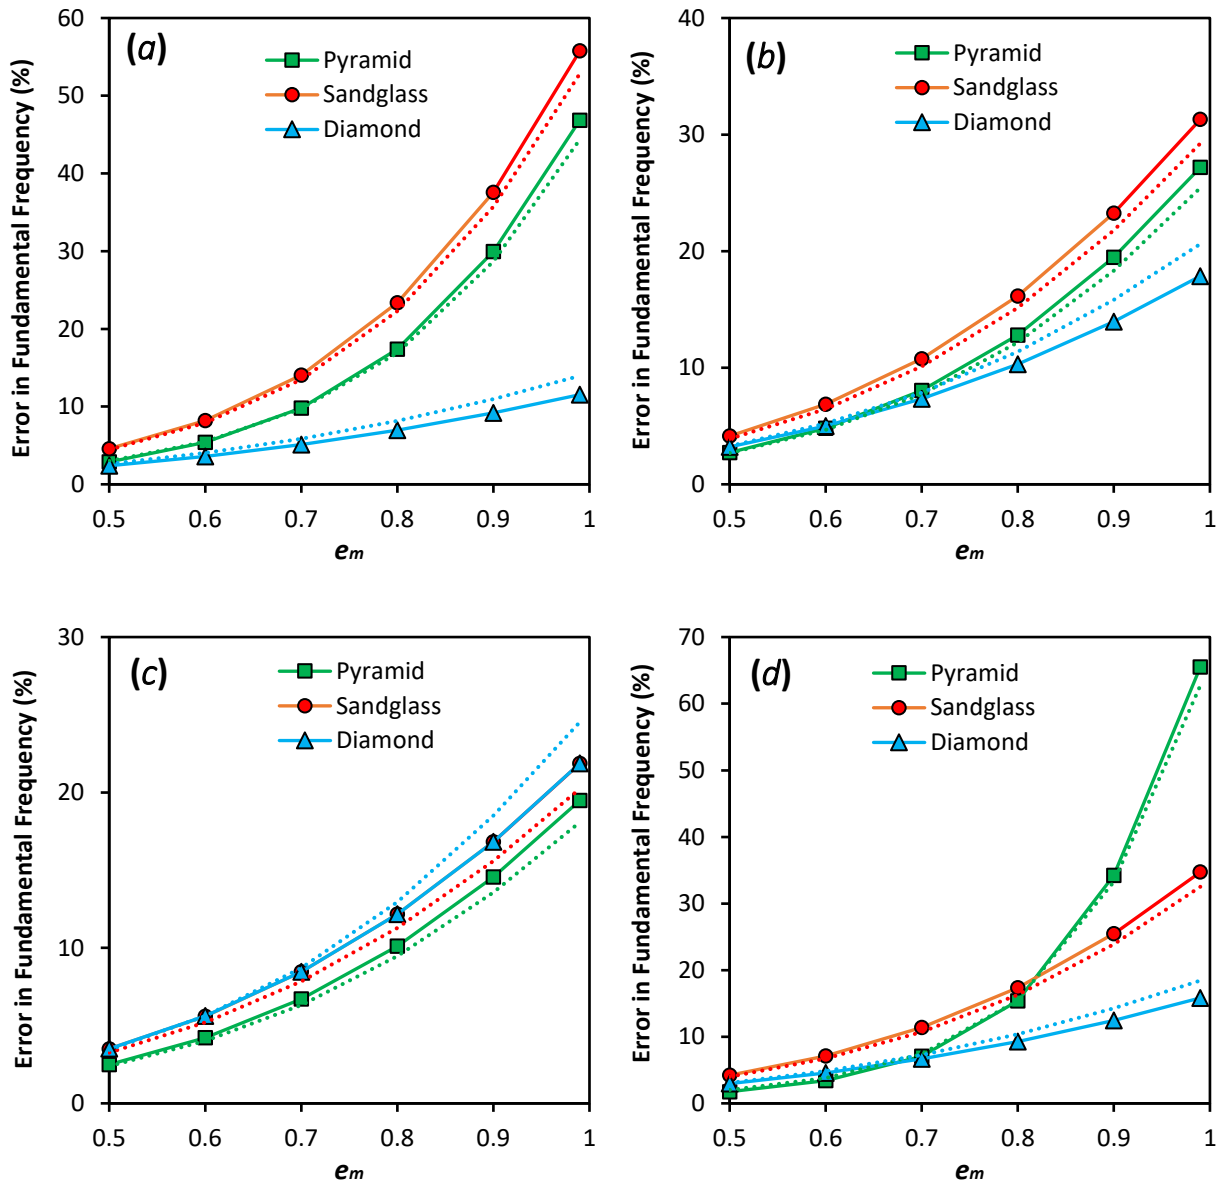 (a)
Pyramid
Sandglass
Diamond
Error in Fundamental Frequency (%)
60
50
40
30
20
10
0
0.5 0.6 0.7 0.8 0.9 1
em
(b)
Pyramid
Sandglass
Diamond
Error in Fundamental Frequency (%)
40
30
20
10
0
0.5 0.6 0.7 0.8 0.9 1
em
(c)
Pyramid
Sandglass
Diamond
Error in Fundamental Frequency (%)
30
20
10
0
0.5 0.6 0.7 0.8 0.9 1
em
(d)
Pyramid
Sandglass
Diamond
Error in Fundamental Frequency (%)
70
60
50
40
30
20
10
0
0.5 0.6 0.7 0.8 0.9 1
em